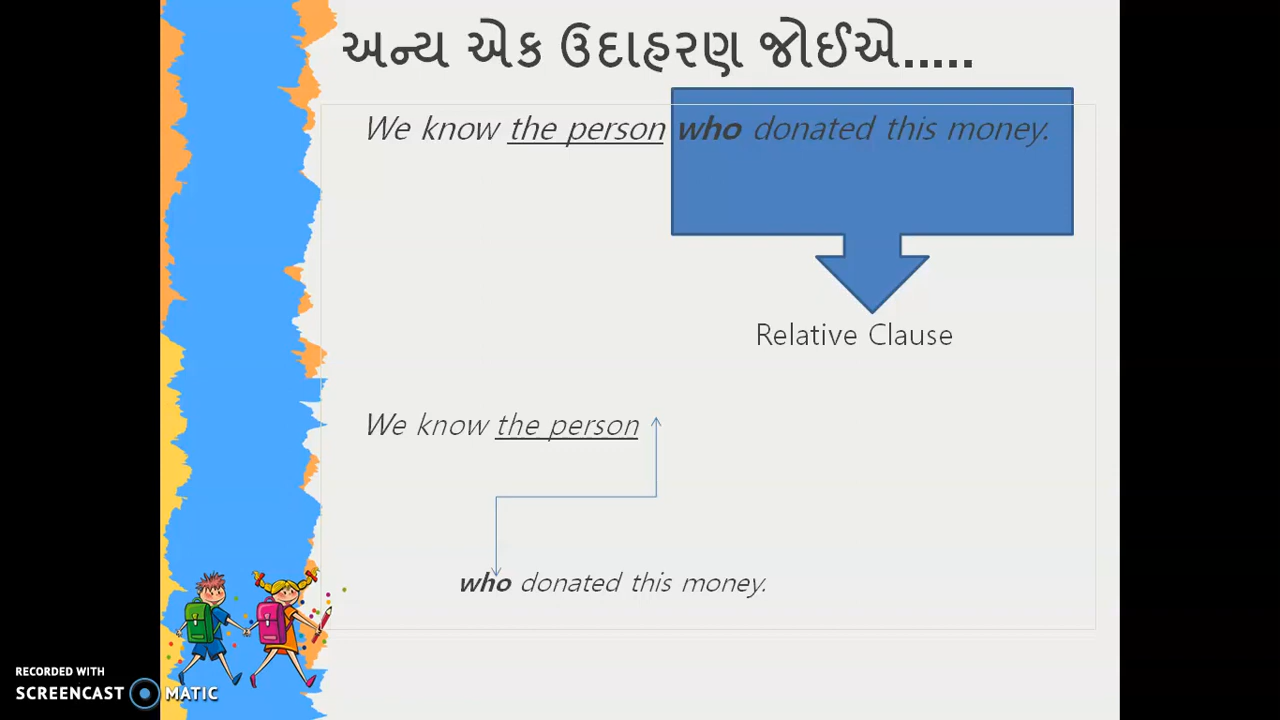 અન્ય એક ઉદાહરણ જોઈએ.....
We know the person who donated this money.
Relative Clause
We know the person
who donated this money.
RECORDED WITH
SCREENCAST MATIC